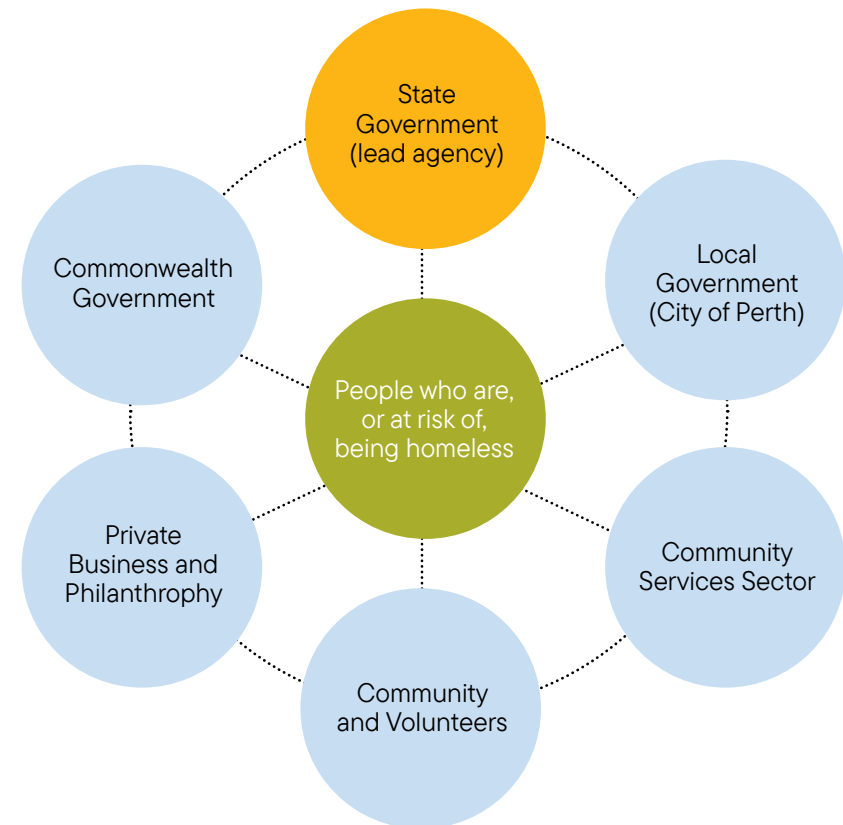 State
Government
(lead agency)
Local
Government
(City of Perth)
Commonwealth
Government
People who are,
or at risk of,
being homeless
Private
Business and
Philanthrophy
Community
Services Sector
Community
and Volunteers